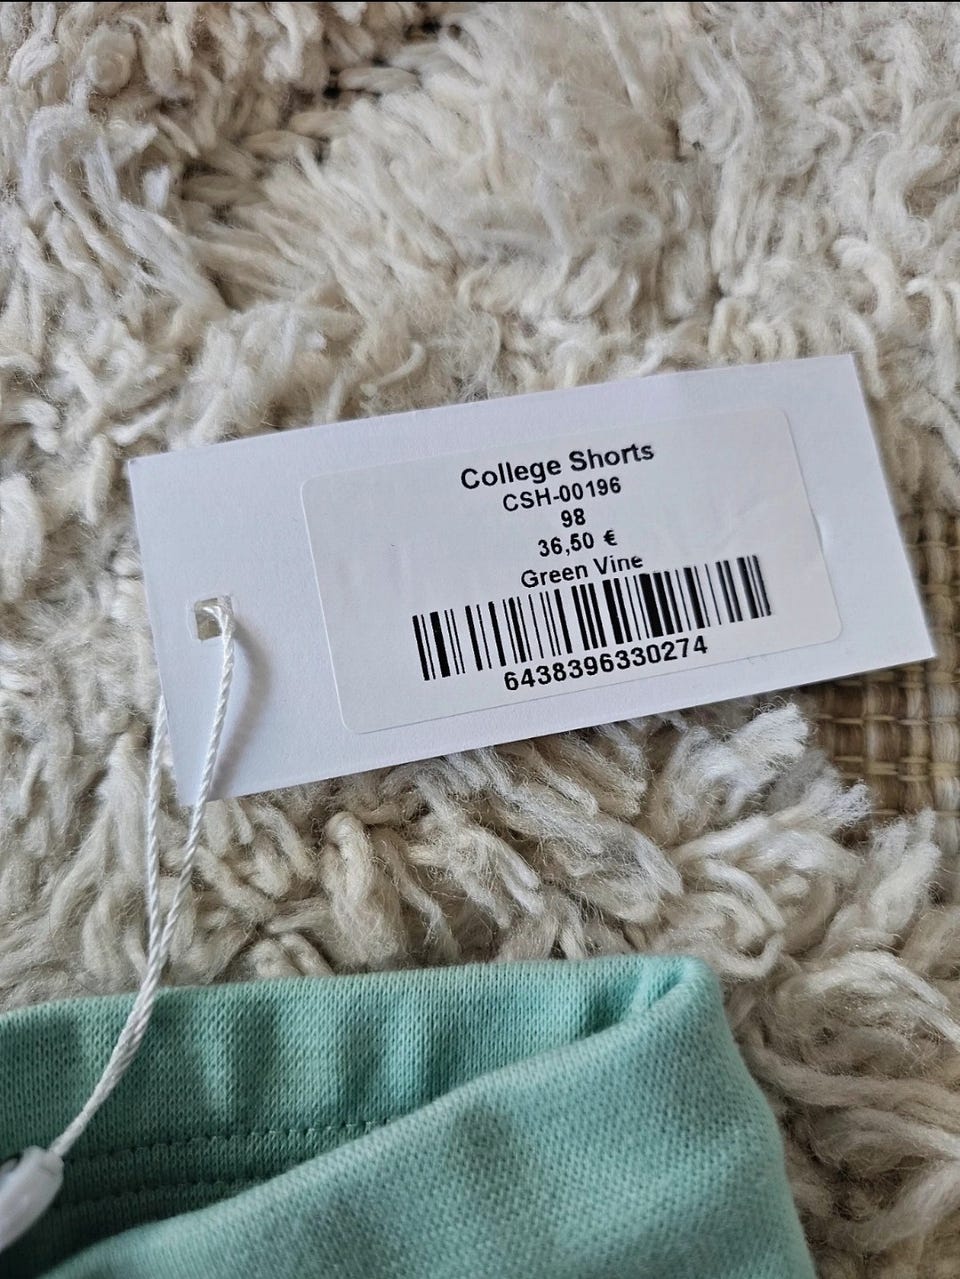 College Shorts
CSH-00196
98
36,50 €
Green Vine
6438396330274